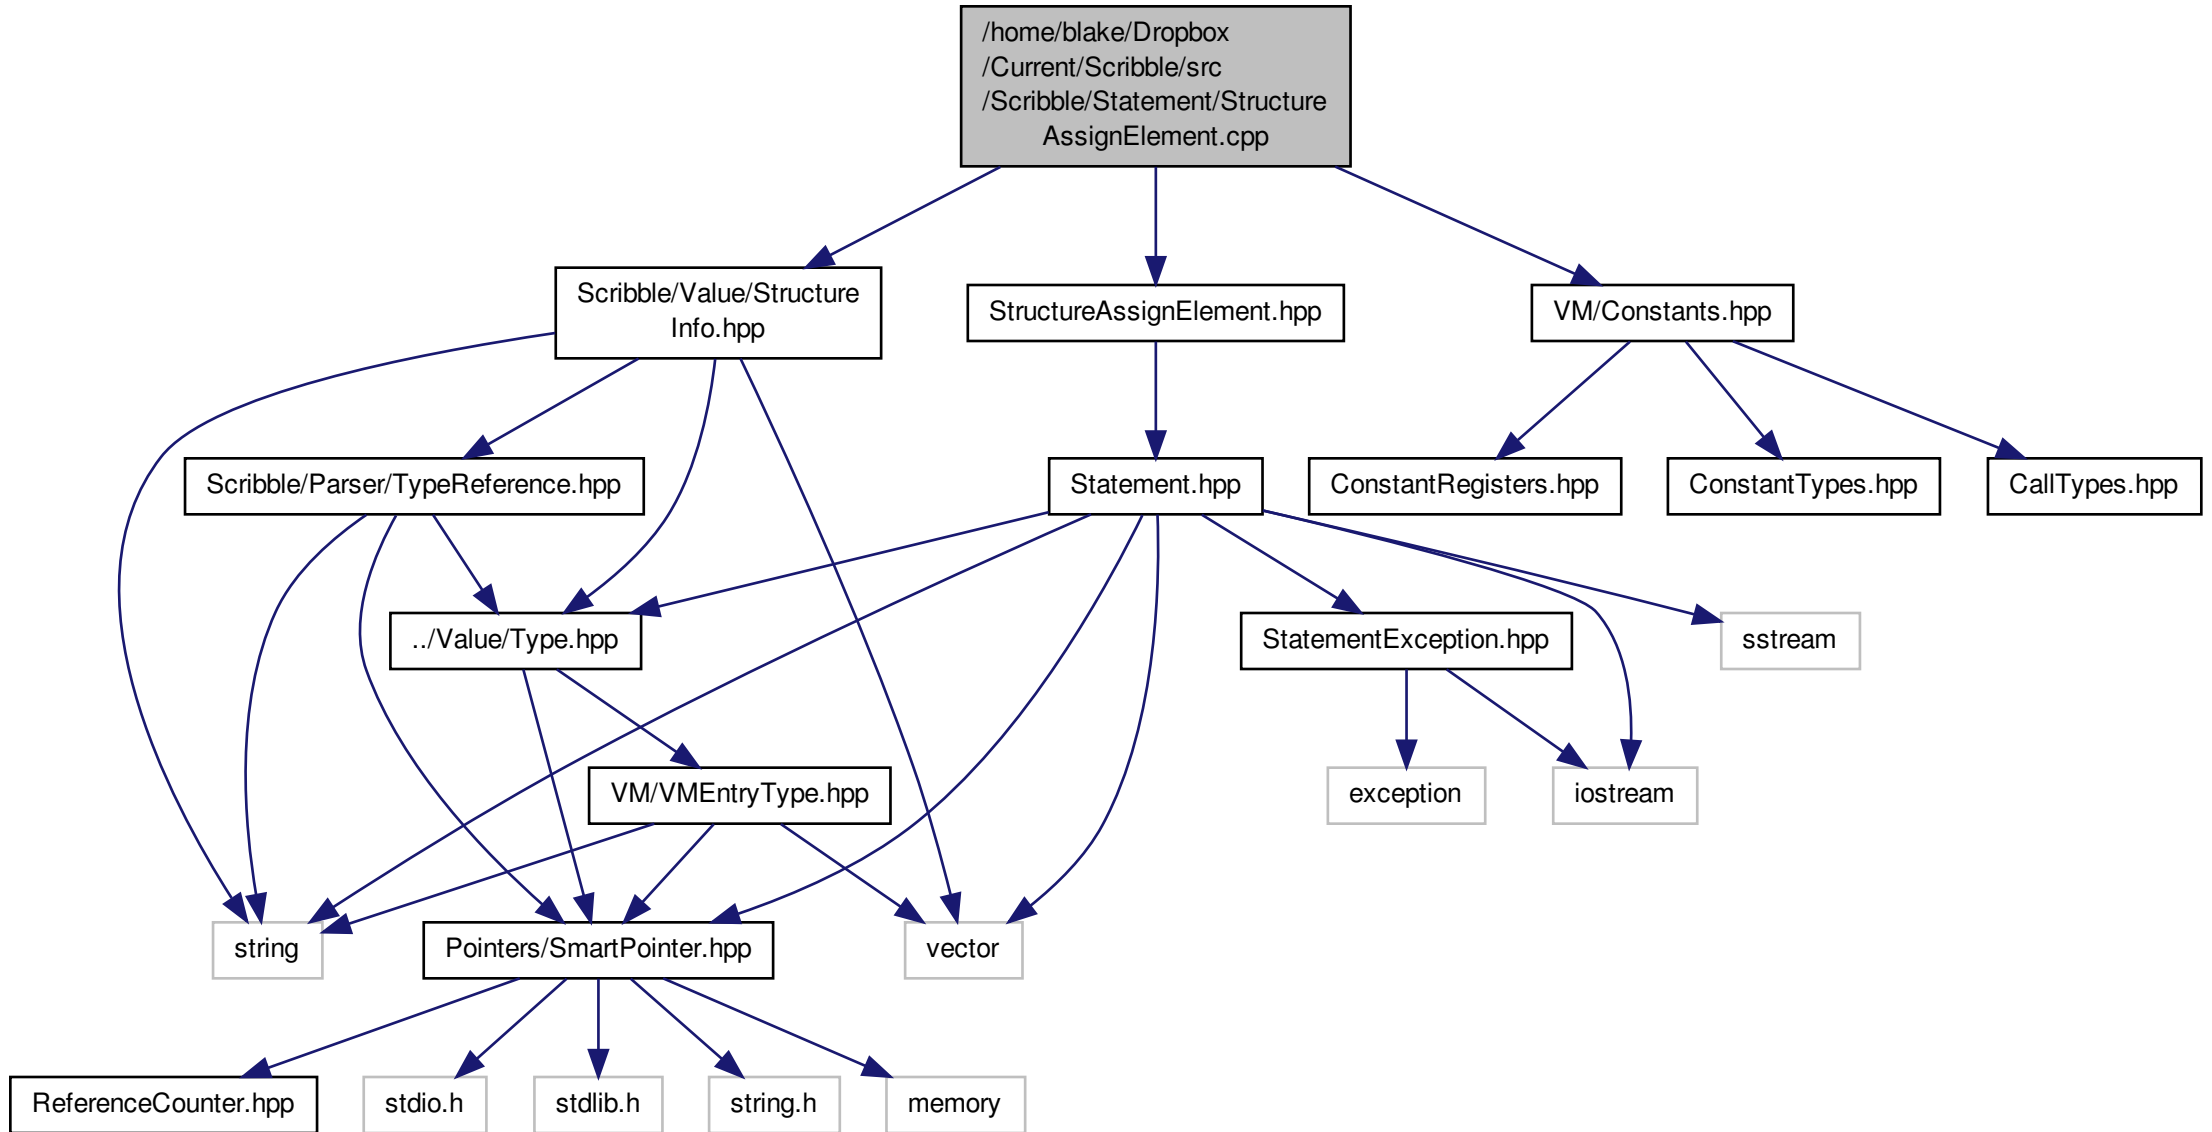 /home/blake/Dropbox
/Current/Scribble/src
/Scribble/Statement/Structure
AssignElement.cpp
Scribble/Value/Structure
Info.hpp
StructureAssignElement.hpp
VM/Constants.hpp
Scribble/Parser/TypeReference.hpp
Statement.hpp
ConstantRegisters.hpp
ConstantTypes.hpp
CallTypes.hpp
../Value/Type.hpp
StatementException.hpp
sstream
VM/VMEntryType.hpp
exception
iostream
string
Pointers/SmartPointer.hpp
vector
ReferenceCounter.hpp
stdio.h
stdlib.h
string.h
memory